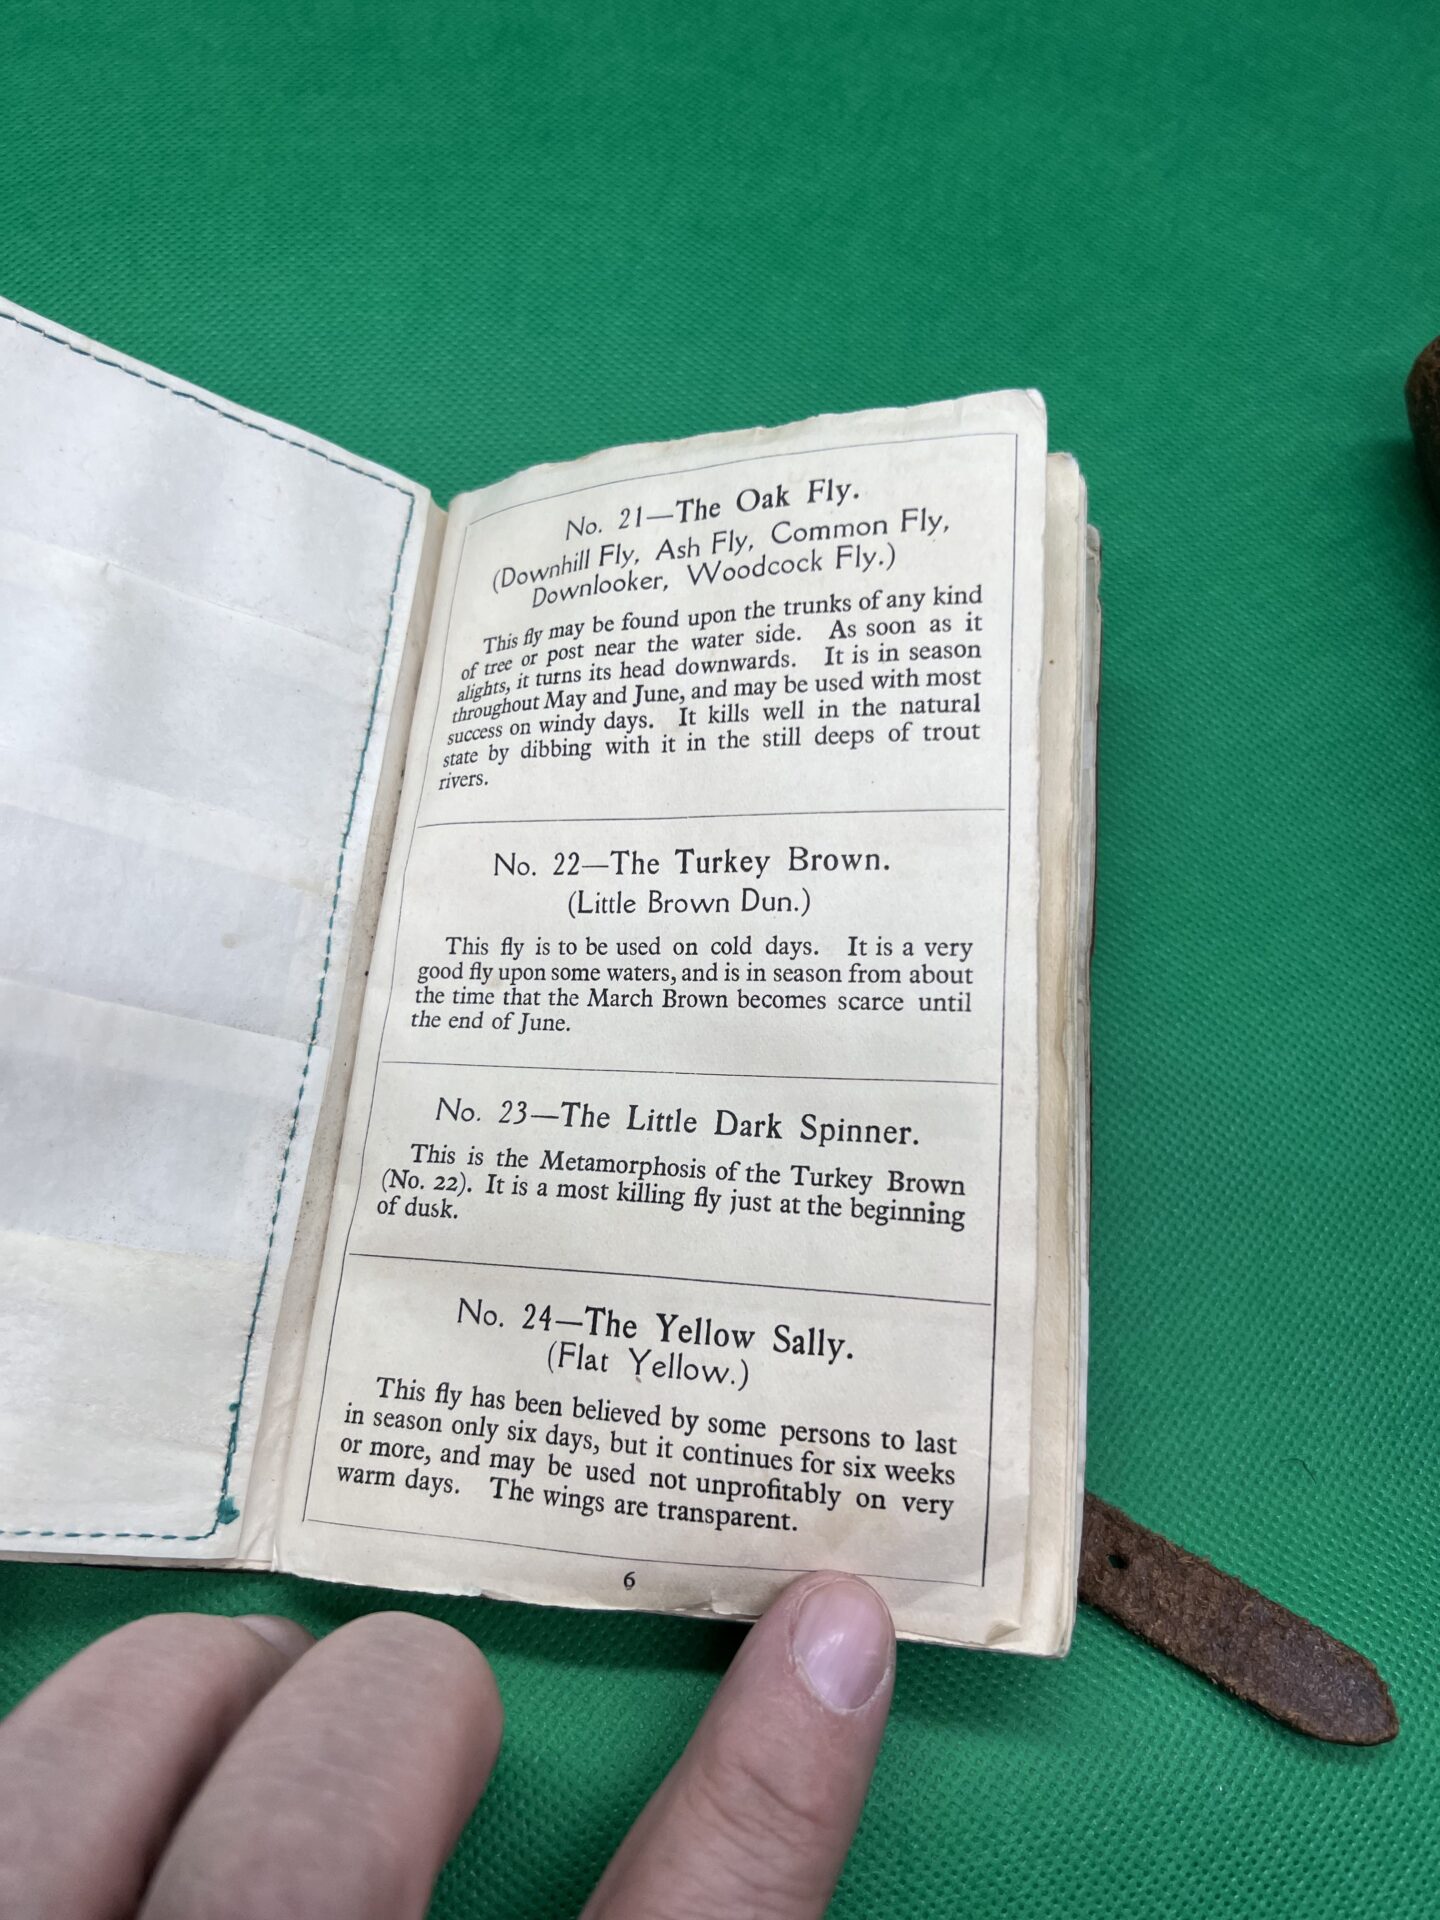 No. 21—The Oak Fly.
(Downhill Fly, Ash Fly, Common Fly,
Downlooker, Woodcock Fly.)
This fly may be found upon the trunks of any kind
of tree or post near the water side. As soon as it
alights, it turns its head downwards. It is in season
throughout May and June, and may be used with most
success on windy days. It kills well in the natural
state by dibbing with it in the still deeps of trout
rivers.
No. 22—The Turkey Brown.
(Little Brown Dun.)
This fly is to be used on cold days. It is a very
good fly upon some waters, and is in season from about
the time that the March Brown becomes scarce until
the end of June.
No. 23—The Little Dark Spinner.
This is the Metamorphosis of the Turkey Brown
(No. 22). It is a most killing fly just at the beginning
of dusk.
No. 24—The Yellow Sally.
(Flat Yellow.)
This fly has been believed by some persons to last
in season only six days, but it continues for six weeks
or more, and may be used not unprofitably on very
warm days. The wings are transparent.
6